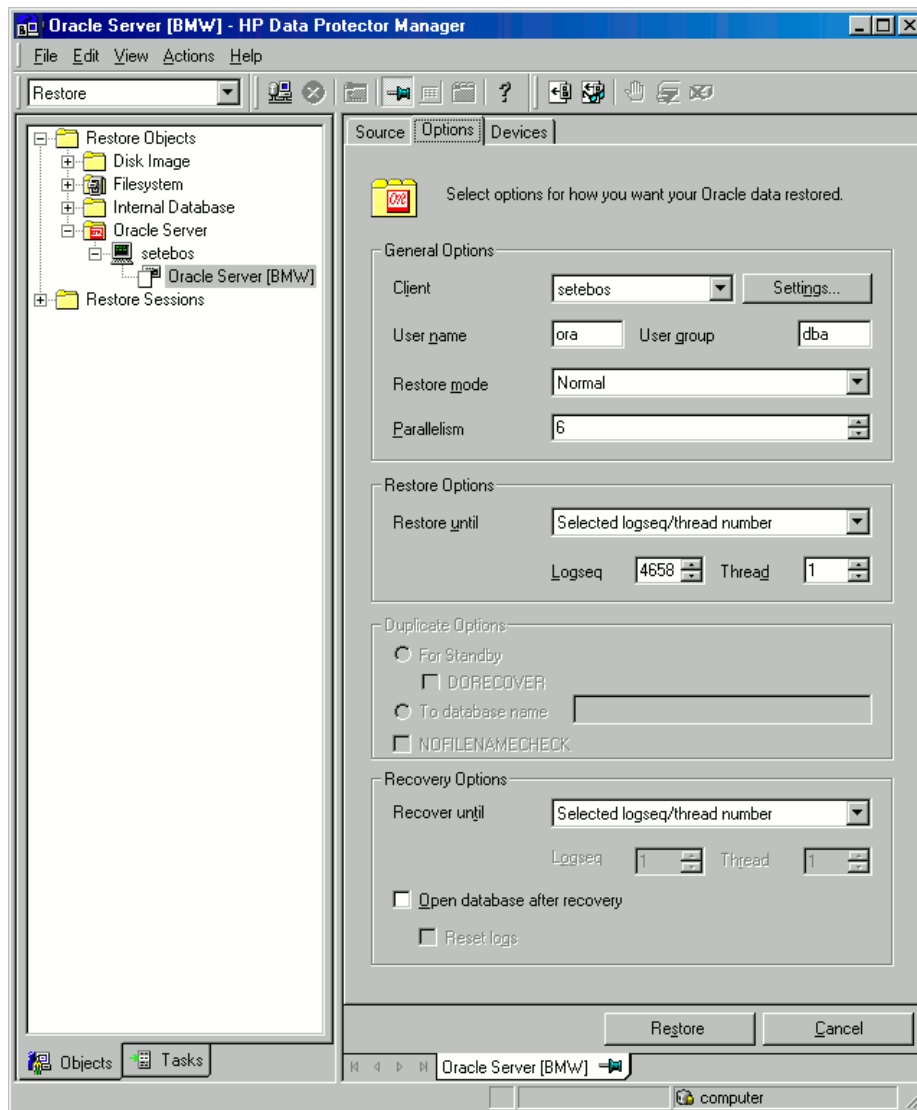 Oracle Server [BMW] - HP Data Protector Manager
File Edit View Actions Help
Restore
Restore Objects
Disk Image
Filesystem
Internal Database
Oracle Server
setebos
Oracle Server [BMW]
Restore Sessions
Objects Tasks
Source Options Devices
Select options for how you want your Oracle data restored.
General Options
Client setebos Settings...
User name ora User group dba
Restore mode Normal
Parallelism 6
Restore Options
Restore until Selected logseq/thread number
Logseq 4658 Thread 1
Duplicate Options
For Standby
DORECOVER
To database name
NOFILENAMECHECK
Recovery Options
Recover until Selected logseq/thread number
Logseq 1 Thread 1
Open database after recovery
Reset logs
Restore Cancel
Oracle Server [BMW]
computer